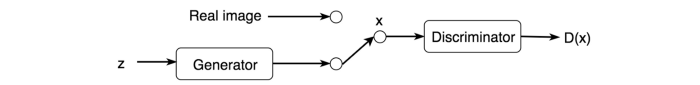 Real image
x
Discriminator
D(x)
z
Generator